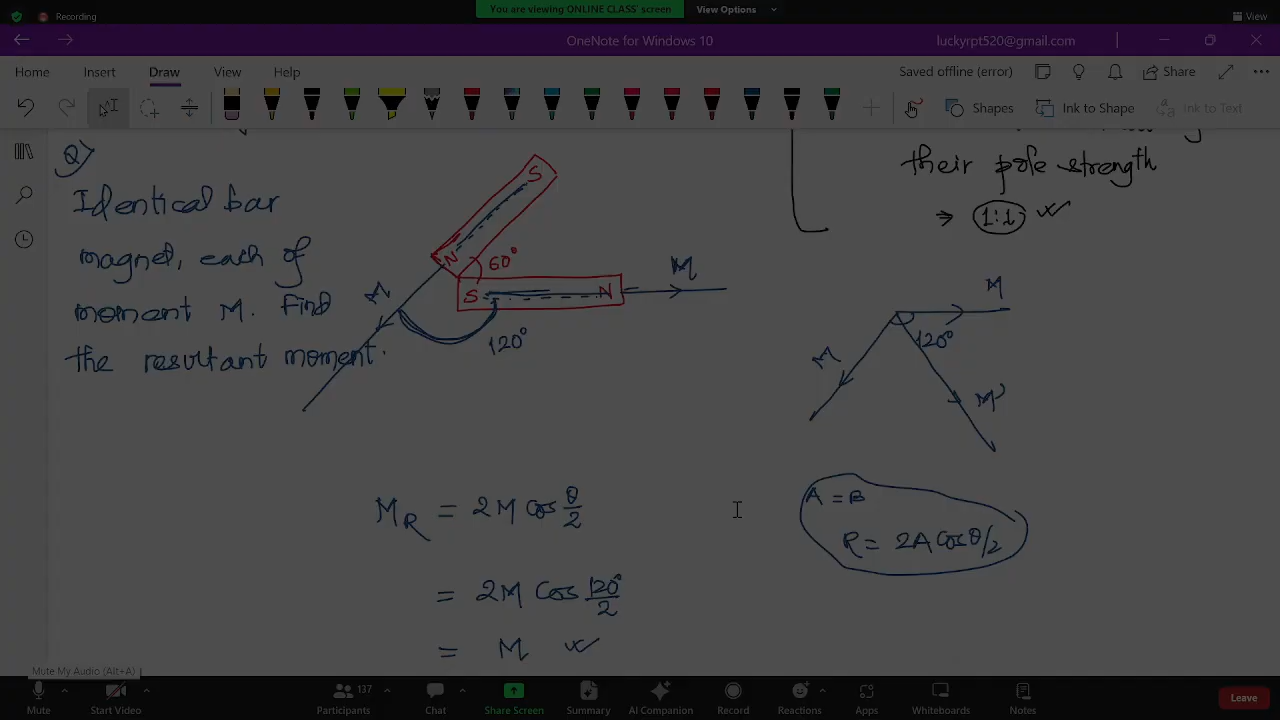 Recording
You are viewing ONLINE CLASS' screen
View Options
View
OneNote for Windows 10
luckyrpt520@gmail.com
Home
Insert
Draw
View
Help
Saved offline (error)
Share
Shapes
Ink to Shape
Ink to Text
Q)
Identical bar
magnet, each of
moment M. Find
the resultant moment.
S
N
60°
S
N
M
M
120°
their pole strength
⇒ 1:1
M
120°
M
M'
M_R = 2M Cos θ/2
= 2M Cos 120°/2
= M
A = B
R = 2A Cosθ/2
Mute My Audio (Alt+A)
Mute
Start Video
Participants
137
Chat
Share Screen
Summary
AI Companion
Record
Reactions
Apps
Whiteboards
Notes
Leave